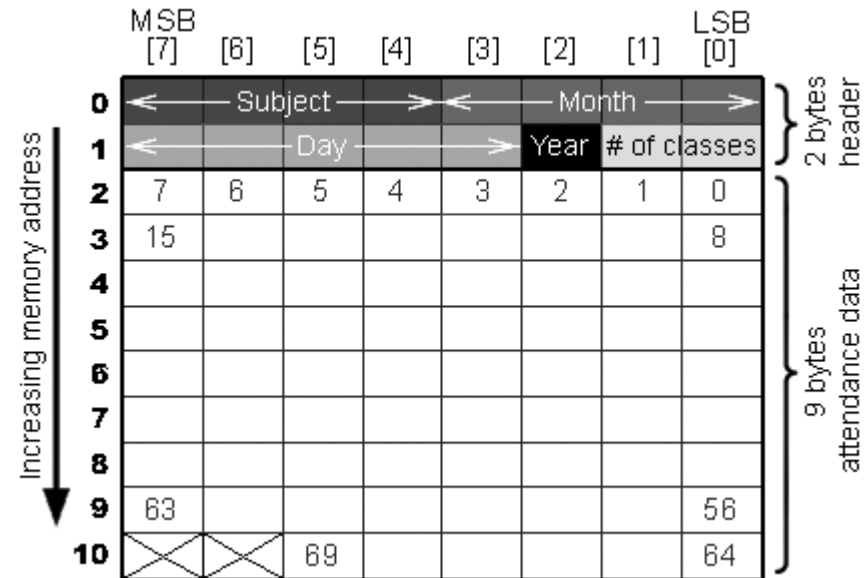 MSB LSB
[7] [6] [5] [4] [3] [2] [1] [0]
0 Subject Month
1 Day Year # of classes
2 7 6 5 4 3 2 1 0
3 15 8
4
5
6
7
8
9 63 56
10 69 64
Increasing memory address
2 bytes
header
9 bytes
attendance data